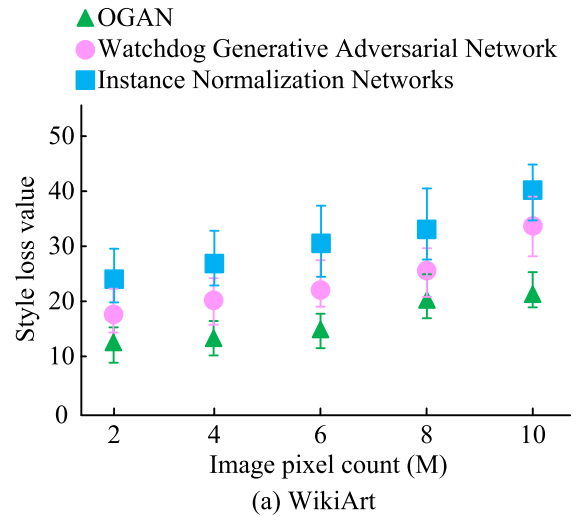 OGAN
Watchdog Generative Adversarial Network
Instance Normalization Networks
50
40
30
20
10
0
Style loss value
2 4 6 8 10
Image pixel count (M)
(a) WikiArt